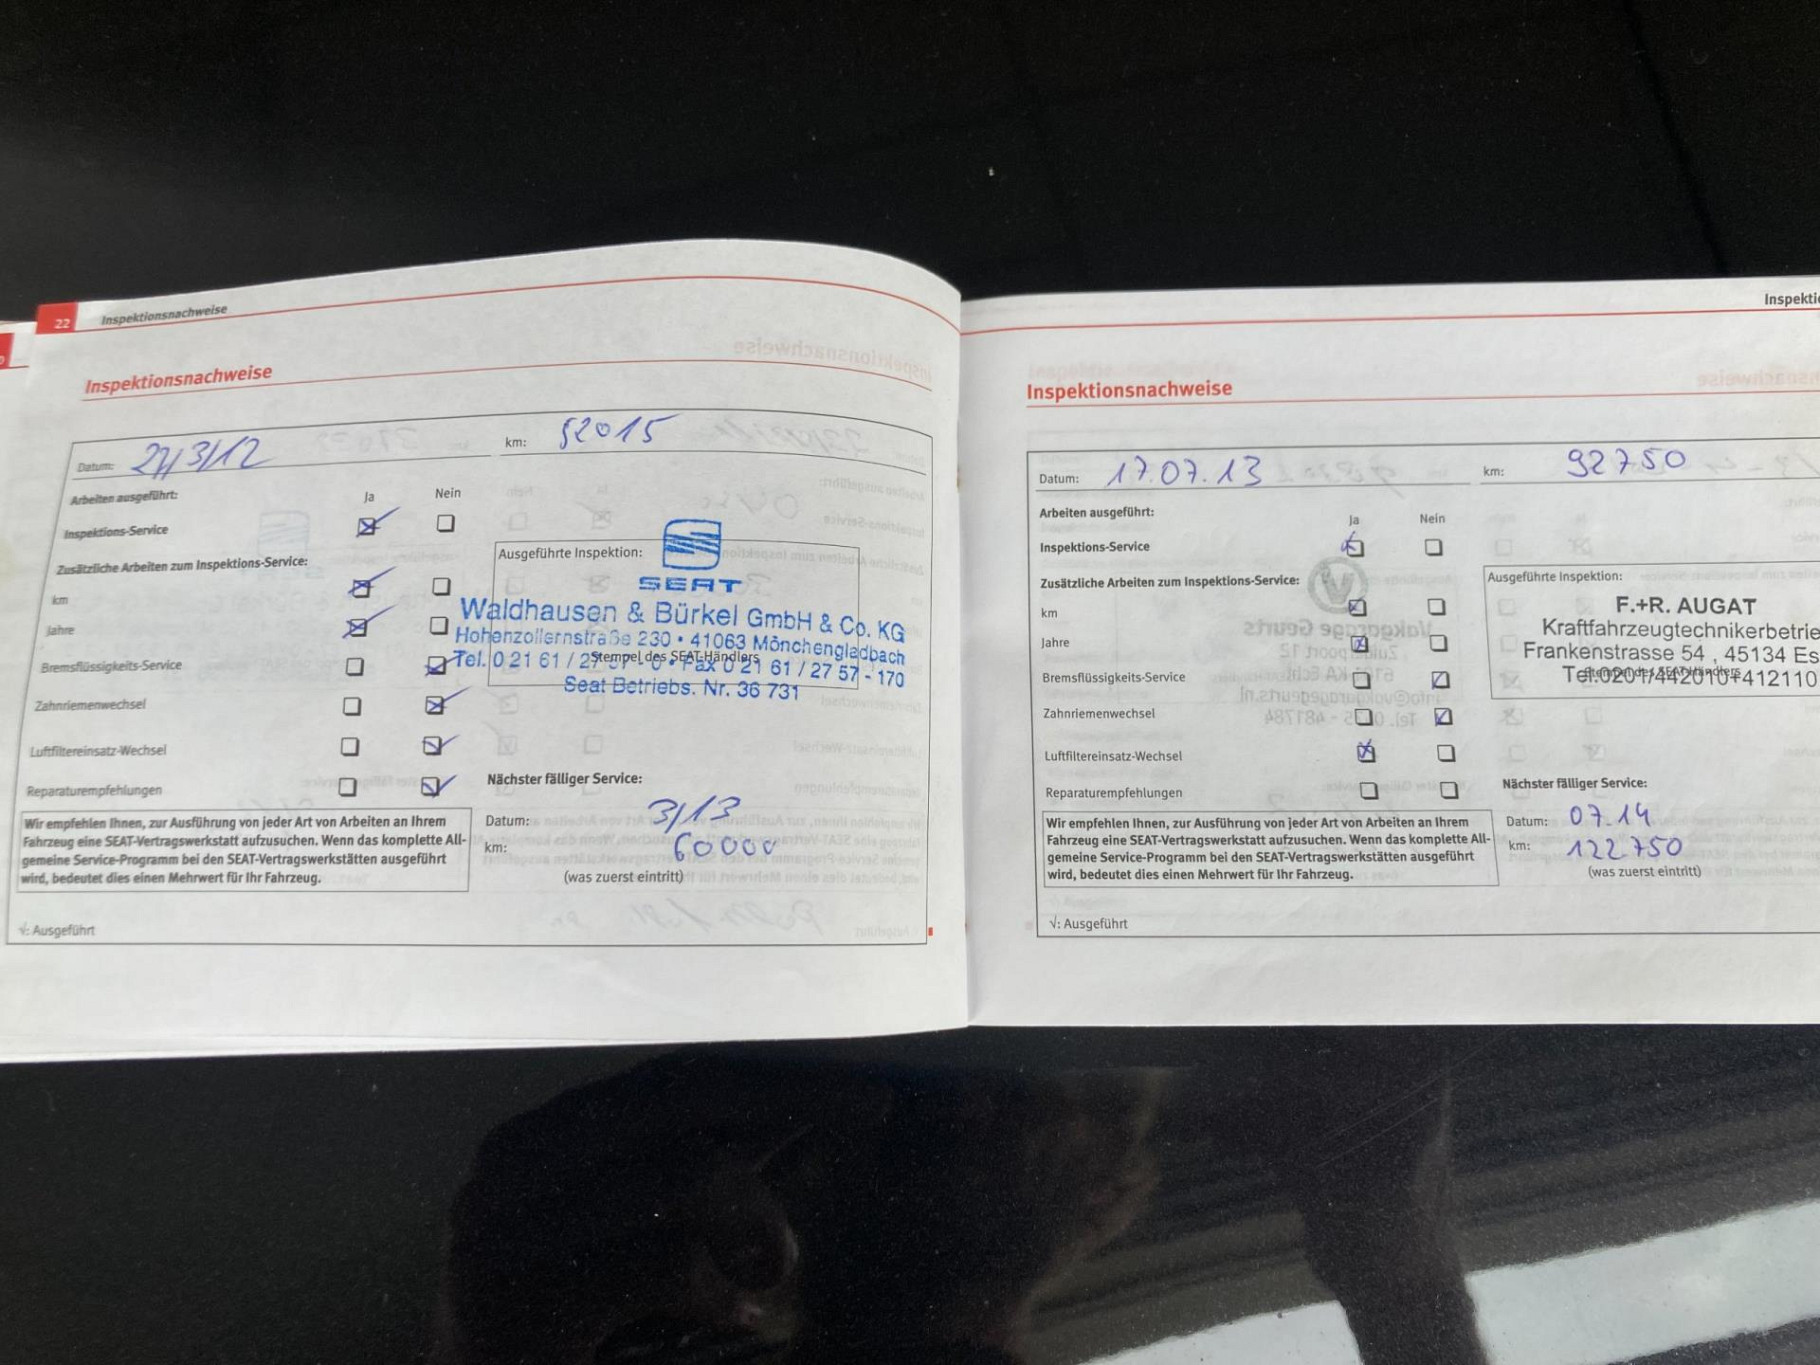 22 Inspektionsnachweise
Inspektionsnachweise
Datum: 27/3/12 km: 52015
Arbeiten ausgeführt: Ja Nein
Inspektions-Service
Zusätzliche Arbeiten zum Inspektions-Service:
km
Jahre
Bremsflüssigkeits-Service
Zahnriemenwechsel
Luftfiltereinsatz-Wechsel
Reparaturempfehlungen
Ausgeführte Inspektion:
SEAT
Waldhausen & Bürkel GmbH & Co. KG
Hohenzollernstraße 230 • 41063 Mönchengladbach
Tel. 0 21 61 / 27 • Fax 0 21 61 / 27 57 - 170
Stempel des SEAT-Händlers
Seat Betriebs. Nr. 36 731
Nächster fälliger Service:
Datum: 3/13
km: 60000
(was zuerst eintritt)
Wir empfehlen Ihnen, zur Ausführung von jeder Art von Arbeiten an Ihrem
Fahrzeug eine SEAT-Vertragswerkstatt aufzusuchen. Wenn das komplette All-
gemeine Service-Programm bei den SEAT-Vertragswerkstätten ausgeführt
wird, bedeutet dies einen Mehrwert für Ihr Fahrzeug.
√: Ausgeführt
Inspekti
Inspektionsnachweise
Datum: 17.07.13 km: 92750
Arbeiten ausgeführt: Ja Nein
Inspektions-Service
Zusätzliche Arbeiten zum Inspektions-Service:
km
Jahre
Bremsflüssigkeits-Service
Zahnriemenwechsel
Luftfiltereinsatz-Wechsel
Reparaturempfehlungen
Ausgeführte Inspektion:
F.+R. AUGAT
Kraftfahrzeugtechnikerbetrie
Frankenstrasse 54 , 45134 Es
Tel.0201/442010+412110
Nächster fälliger Service:
Datum: 07.14
km: 122750
(was zuerst eintritt)
Wir empfehlen Ihnen, zur Ausführung von jeder Art von Arbeiten an Ihrem
Fahrzeug eine SEAT-Vertragswerkstatt aufzusuchen. Wenn das komplette All-
gemeine Service-Programm bei den SEAT-Vertragswerkstätten ausgeführt
wird, bedeutet dies einen Mehrwert für Ihr Fahrzeug.
√: Ausgeführt